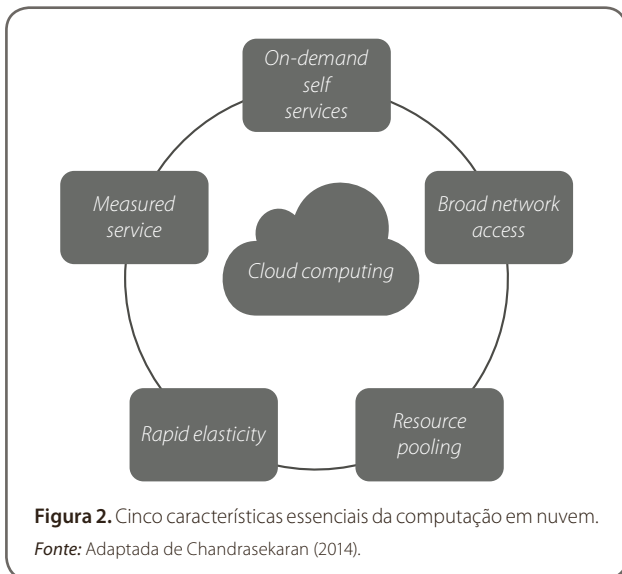 On-demand
self
services
Measured
service
Broad network
access
Cloud computing
Rapid elasticity
Resource
pooling
Figura 2. Cinco características essenciais da computação em nuvem.
Fonte: Adaptada de Chandrasekaran (2014).